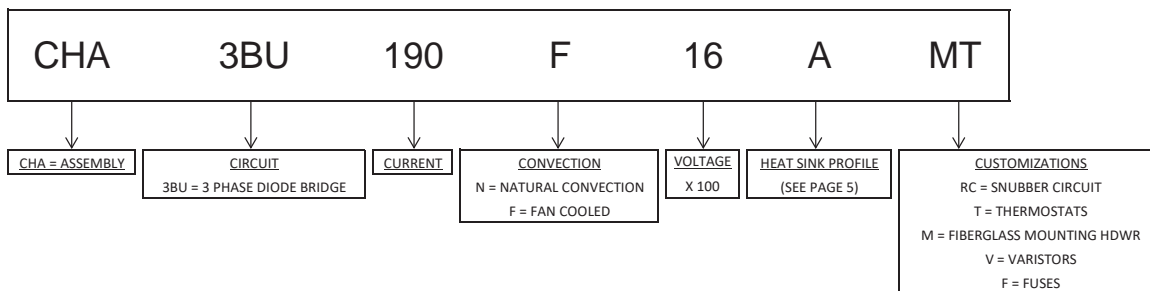 CHA 3BU 190 F 16 A MT
CHA = ASSEMBLY
CIRCUIT
3BU = 3 PHASE DIODE BRIDGE
CURRENT
CONVECTION
N = NATURAL CONVECTION
F = FAN COOLED
VOLTAGE
X 100
HEAT SINK PROFILE
(SEE PAGE 5)
CUSTOMIZATIONS
RC = SNUBBER CIRCUIT
T = THERMOSTATS
M = FIBERGLASS MOUNTING HDWR
V = VARISTORS
F = FUSES